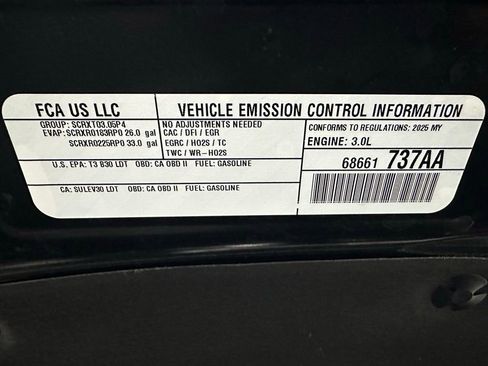 FCA US LLC
VEHICLE EMISSION CONTROL INFORMATION
GROUP: SCRXT03.05P4
EVAP:SCRXR0183RP0 26.0 gal
SCRXR0225RP0 33.0 gal
NO ADJUSTMENTS NEEDED
CAC / DFI / EGR
EGRC / HO2S / TC
TWC / WR-HO2S
CONFORMS TO REGULATIONS: 2025 MY
ENGINE: 3.0L
68661 737AA
U.S. EPA: T3 B30 LDT OBD: CA OBD II FUEL: GASOLINE
CA: SULEV30 LDT OBD: CA OBD II FUEL: GASOLINE